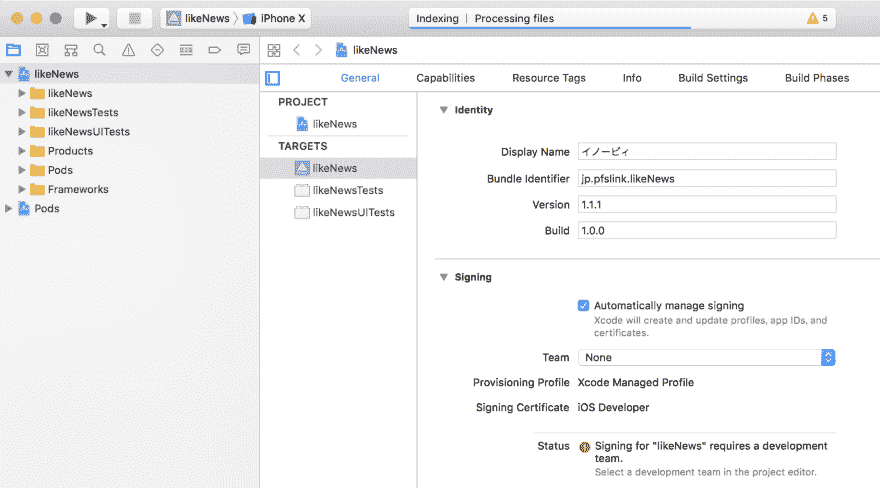 likeNews iPhone X
Indexing | Processing files
5
likeNews
likeNews
General Capabilities Resource Tags Info Build Settings Build Phases
likeNews
likeNewsTests
likeNewsUITests
Products
Pods
Frameworks
Pods
PROJECT
likeNews
TARGETS
likeNews
likeNewsTests
likeNewsUITests
Identity
Display Name イノービィ
Bundle Identifier jp.pfslink.likeNews
Version 1.1.1
Build 1.0.0
Signing
Automatically manage signing
Xcode will create and update profiles, app IDs, and
certificates.
Team None
Provisioning Profile Xcode Managed Profile
Signing Certificate iOS Developer
Status Signing for "likeNews" requires a development
team.
Select a development team in the project editor.